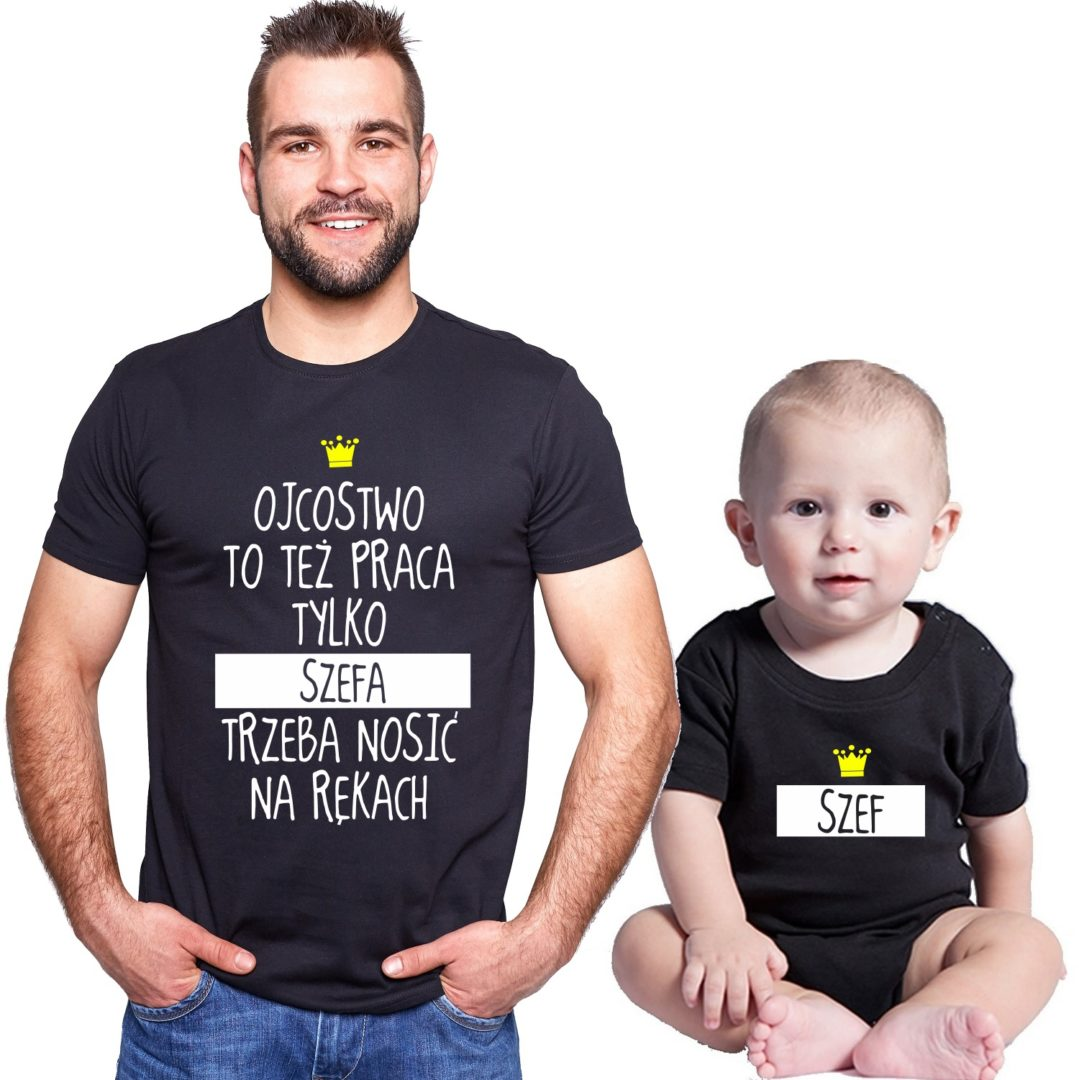 OJCOSTWO
TO TEŻ PRACA
TYLKO
SZEFA
TRZEBA NOSIĆ
NA RĘKACH
SZEF